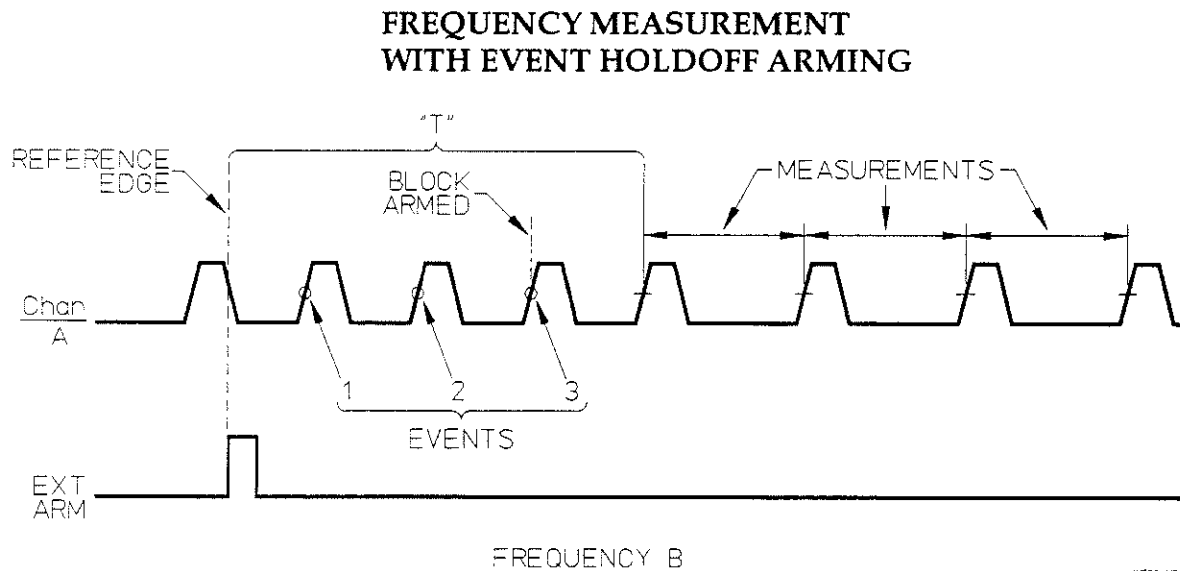 FREQUENCY MEASUREMENT
WITH EVENT HOLDOFF ARMING
"T"
REFERENCE
EDGE
BLOCK
ARMED
MEASUREMENTS
Chan
A
1
2
3
EVENTS
EXT
ARM
FREQUENCY B